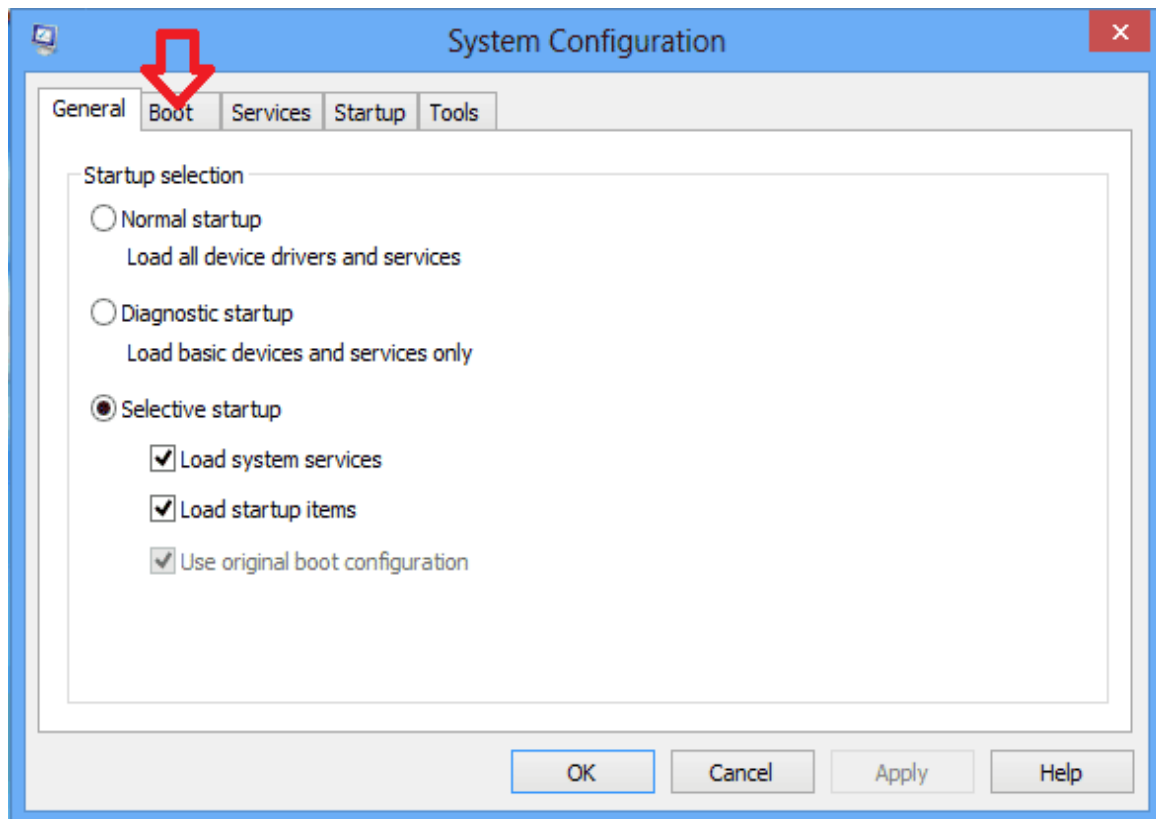 System Configuration
General Boot Services Startup Tools
Startup selection
Normal startup
Load all device drivers and services
Diagnostic startup
Load basic devices and services only
Selective startup
Load system services
Load startup items
Use original boot configuration
OK Cancel Apply Help